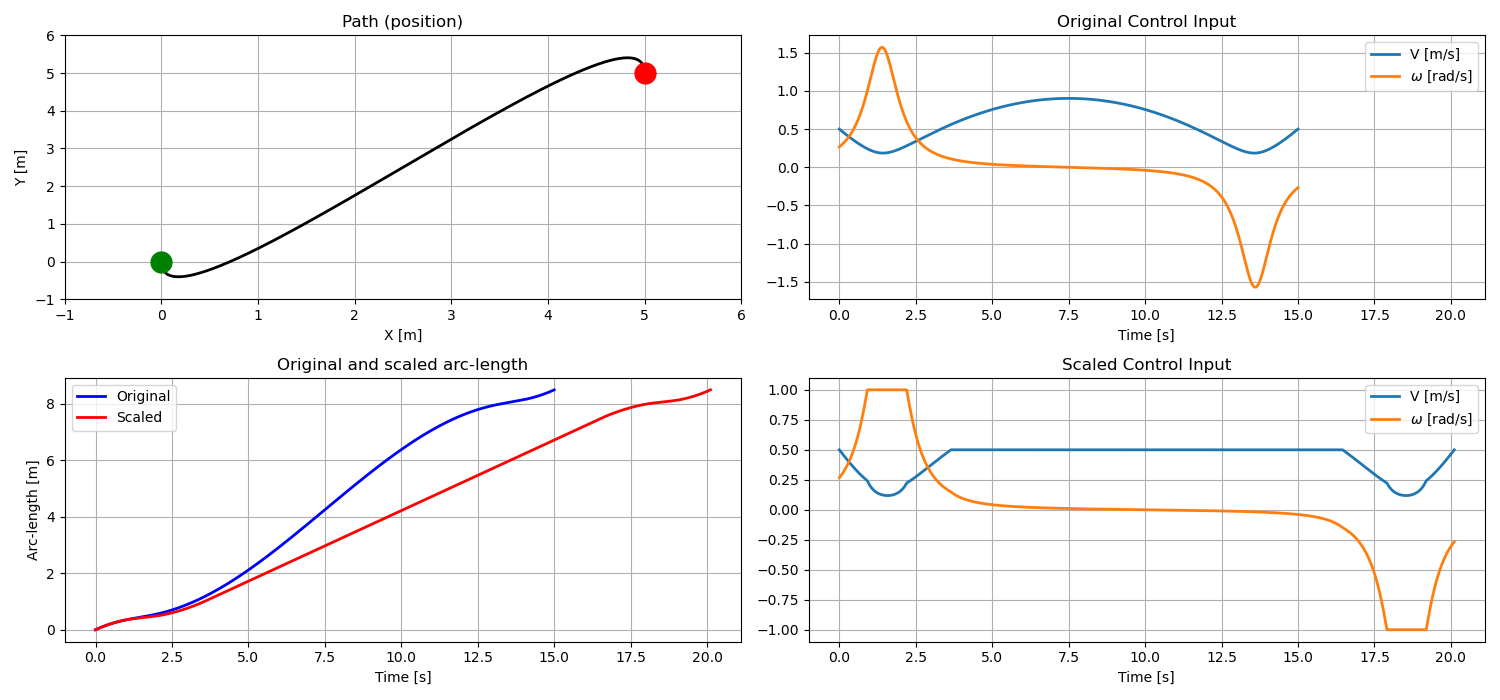 Path (position)
6
5
4
3
2
1
0
−1
Y [m]
−1 0 1 2 3 4 5 6
X [m]
Original Control Input
V [m/s]
ω [rad/s]
1.5
1.0
0.5
0.0
−0.5
−1.0
−1.5
0.0 2.5 5.0 7.5 10.0 12.5 15.0 17.5 20.0
Time [s]
Original and scaled arc-length
Original
Scaled
8
6
4
2
0
Arc-length [m]
0.0 2.5 5.0 7.5 10.0 12.5 15.0 17.5 20.0
Time [s]
Scaled Control Input
V [m/s]
ω [rad/s]
1.00
0.75
0.50
0.25
0.00
−0.25
−0.50
−0.75
−1.00
0.0 2.5 5.0 7.5 10.0 12.5 15.0 17.5 20.0
Time [s]